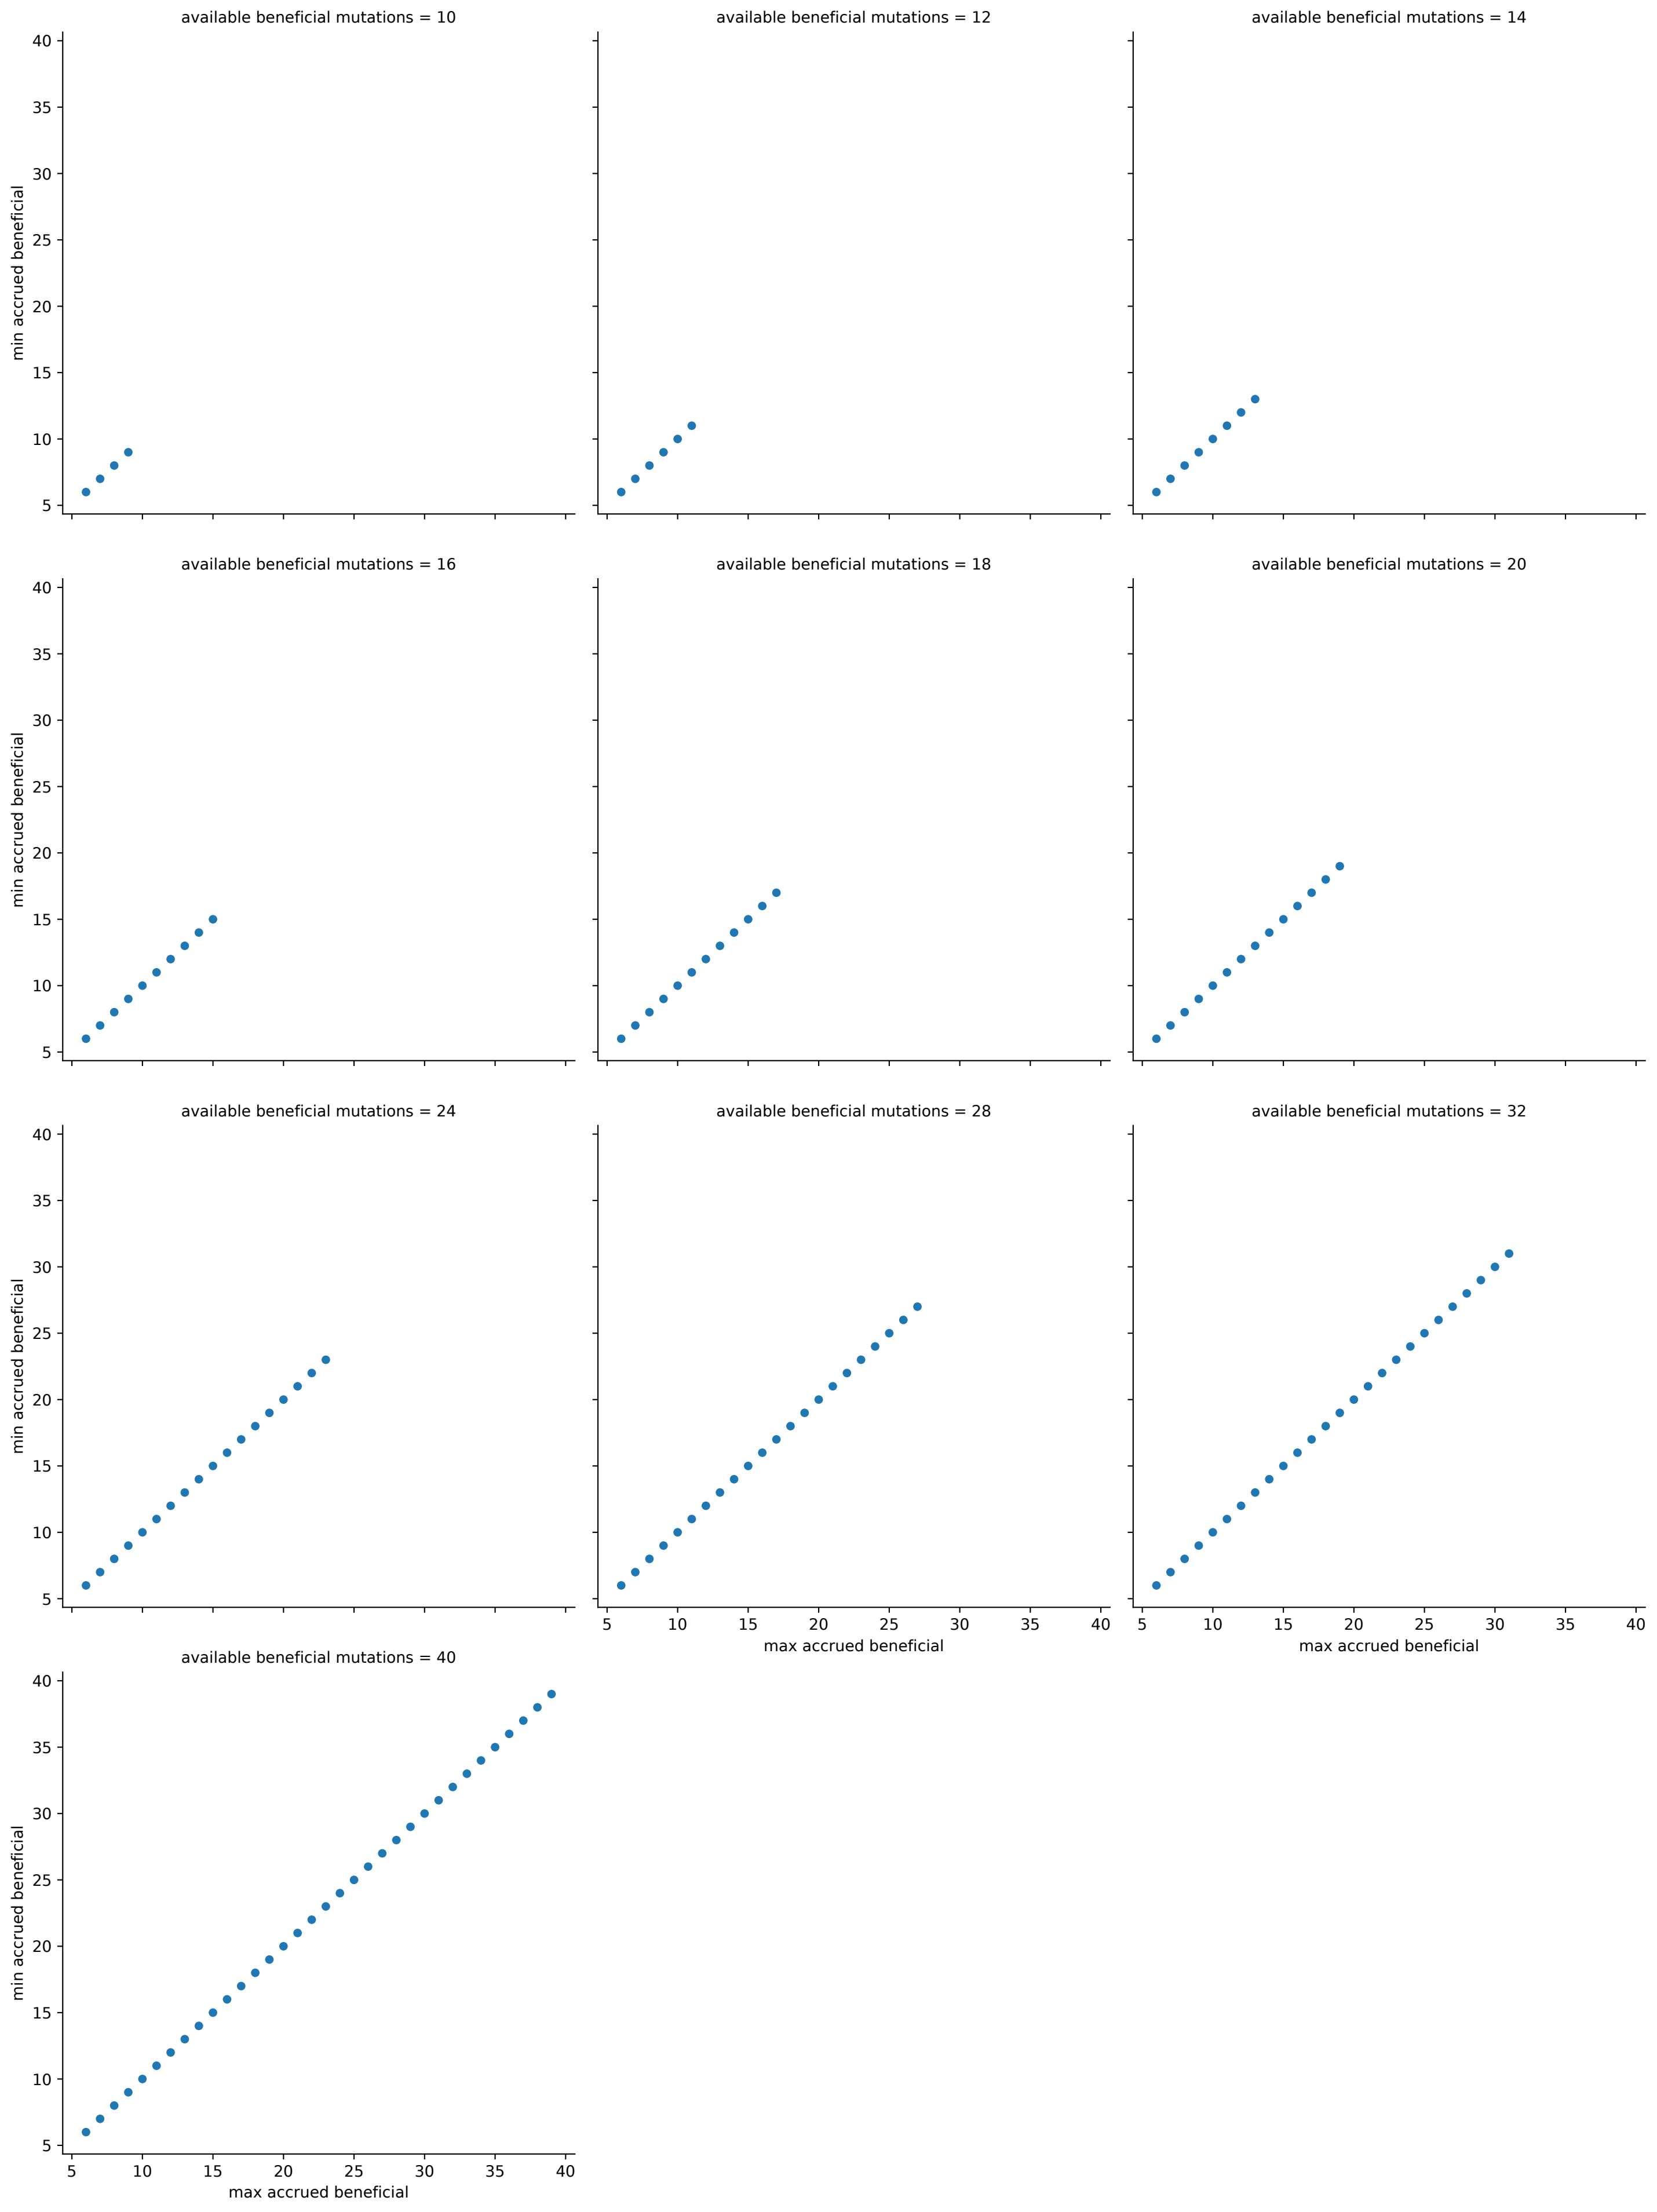 available beneficial mutations = 10
available beneficial mutations = 12
available beneficial mutations = 14
40
35
30
25
20
15
10
5
min accrued beneficial
available beneficial mutations = 16
available beneficial mutations = 18
available beneficial mutations = 20
40
35
30
25
20
15
10
5
min accrued beneficial
available beneficial mutations = 24
available beneficial mutations = 28
available beneficial mutations = 32
40
35
30
25
20
15
10
5
min accrued beneficial
5 10 15 20 25 30 35 40
max accrued beneficial
5 10 15 20 25 30 35 40
max accrued beneficial
available beneficial mutations = 40
40
35
30
25
20
15
10
5
min accrued beneficial
5 10 15 20 25 30 35 40
max accrued beneficial